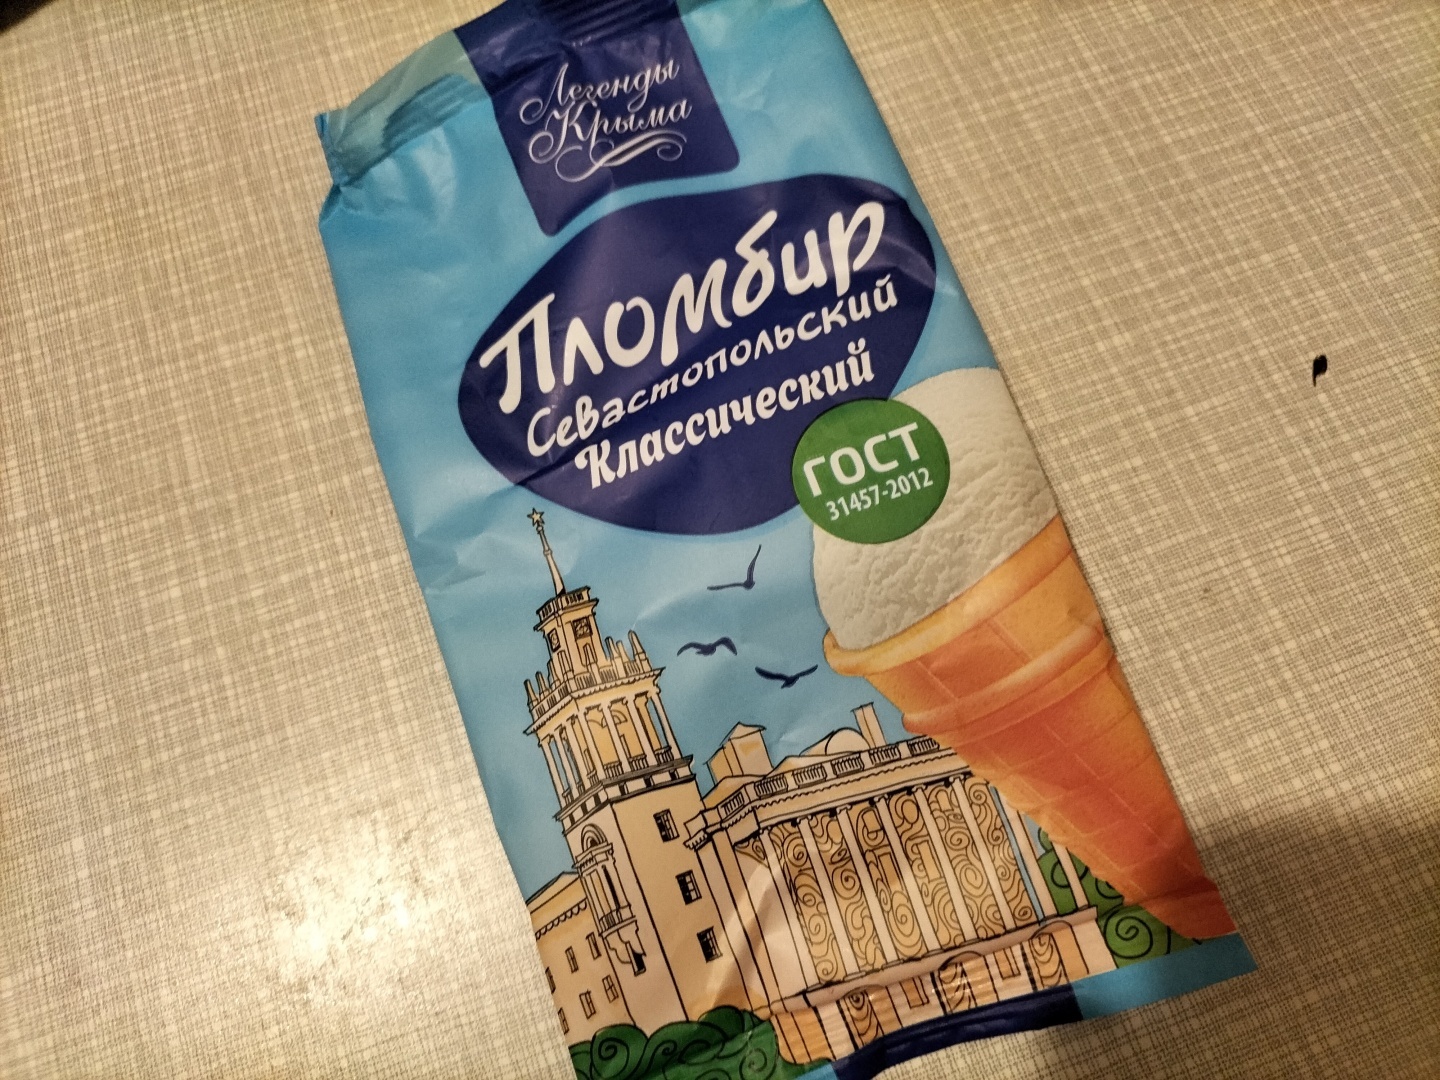 Легенды
Крыма
Пломбир
Севастопольский
Классический
ГОСТ
31457-2012